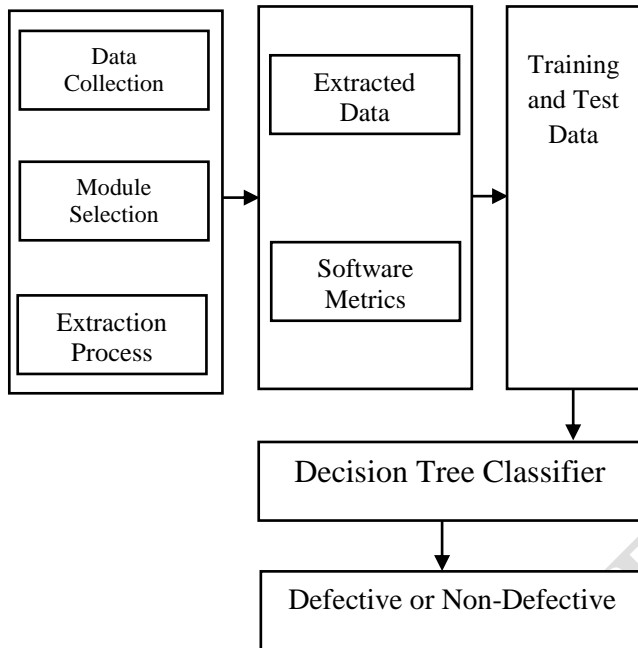 Data
Collection
Module
Selection
Extraction
Process
Extracted
Data
Software
Metrics
Training
and Test
Data
Decision Tree Classifier
Defective or Non-Defective